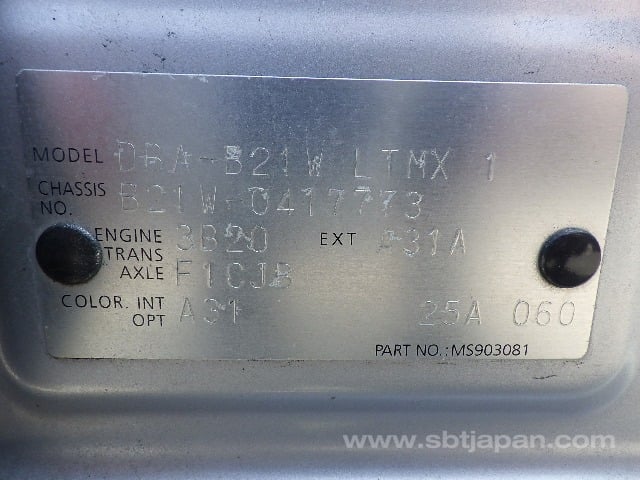 MODEL DBA-B21W LTMX 1
CHASSIS NO. B21W-0417773
ENGINE 3B20 EXT A31A
TRANS AXLE F1CJB
COLOR. INT OPT A31 25A 060
PART NO.: MS903081
www.sbtjapan.com